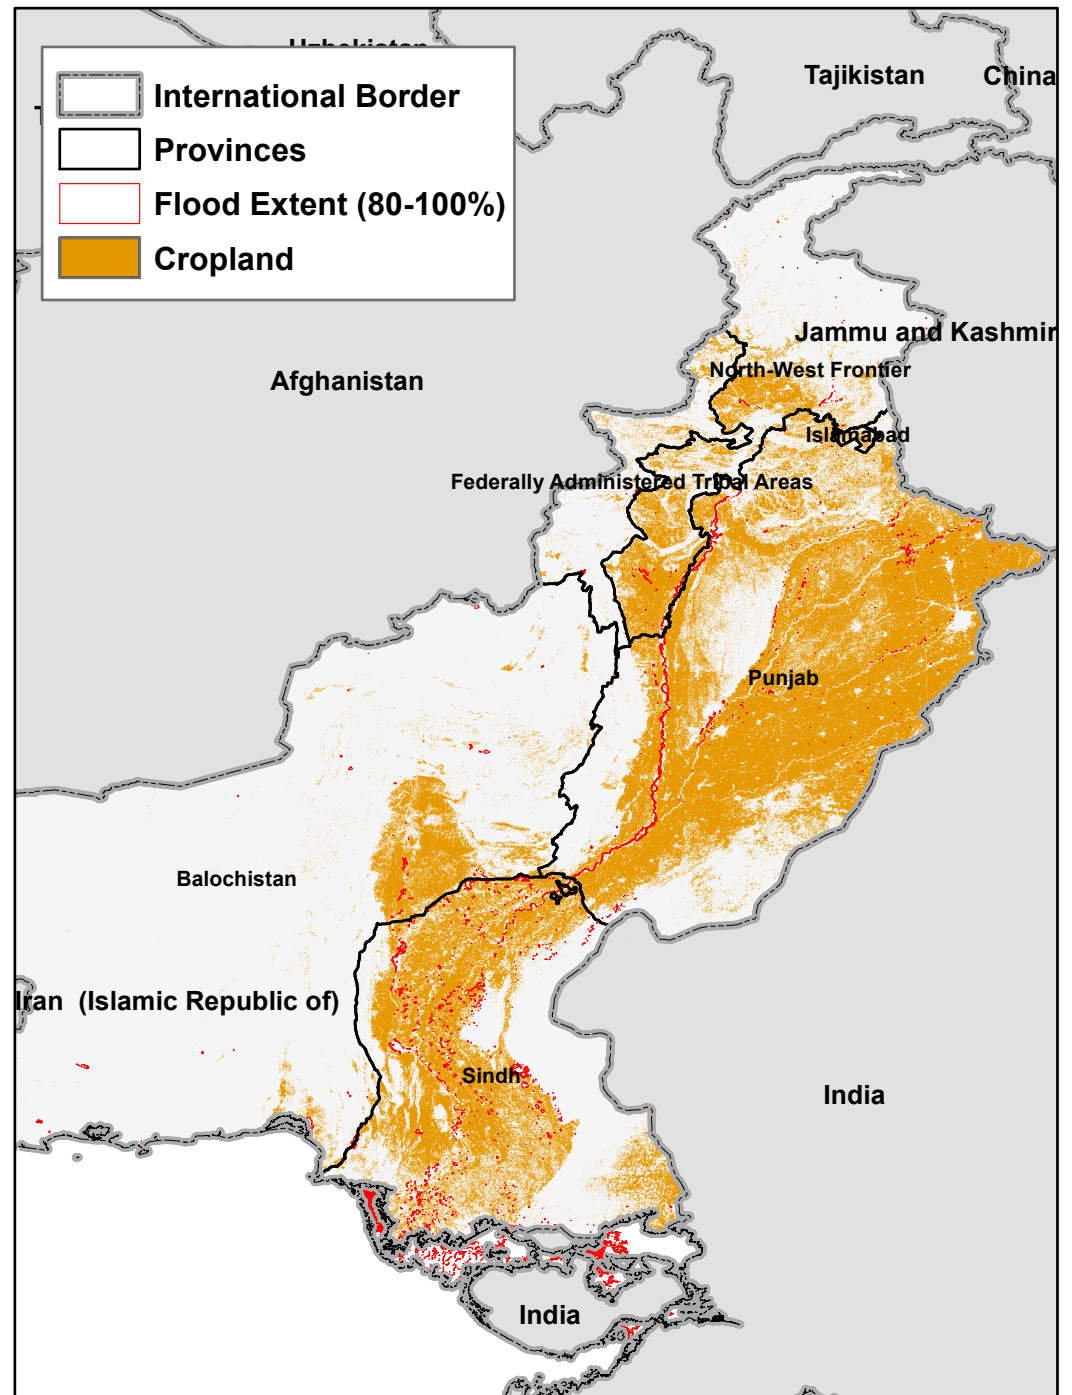 Tajikistan
China
International Border
Provinces
Flood Extent (80-100%)
Cropland
Jammu and Kashmir
North-West Frontier
Afghanistan
Islamabad
Federally Administered Tribal Areas
Punjab
Balochistan
Iran (Islamic Republic of)
Sindh
India
India